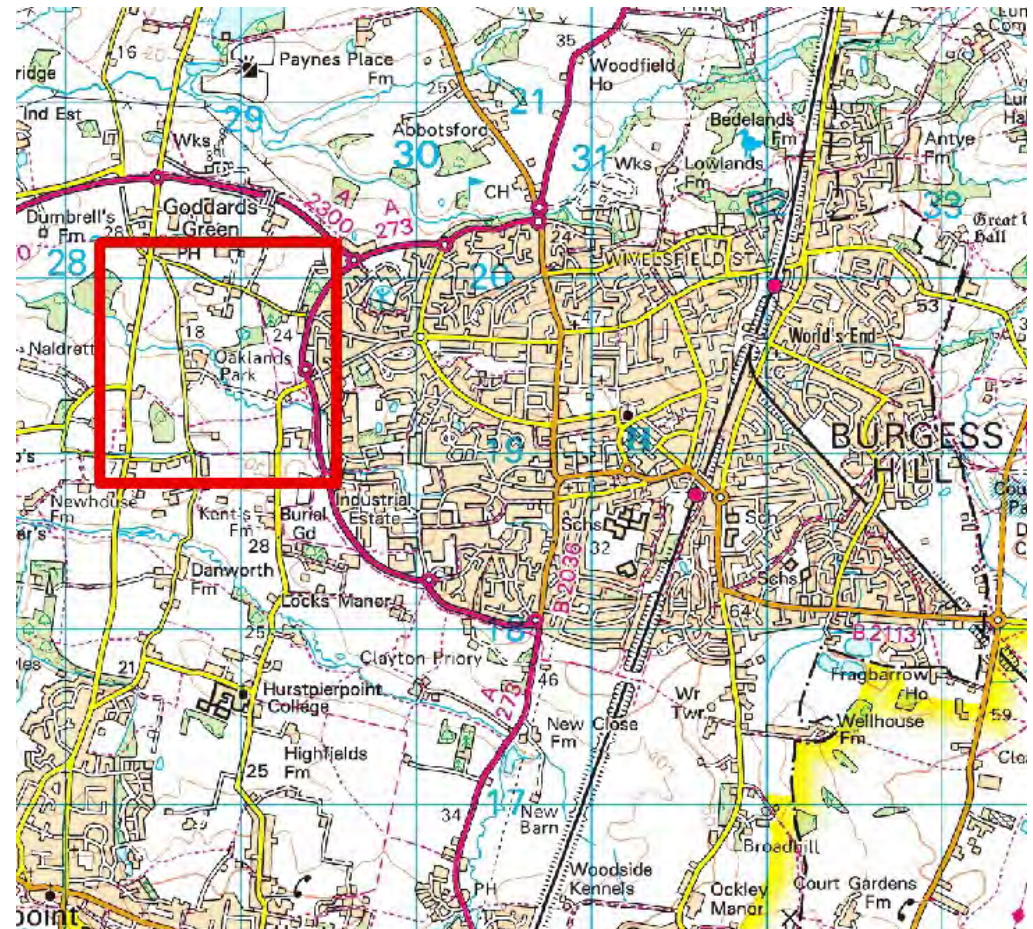 35
16
20
Paynes Place
Fm
Woodfield
Ho
ridge
25
21
Bedelands
Fm
Ind Est
29
Abbotsford
Antye
Fm
Wks
30
31
Wks
Lowlands
Fm
CH
33
Goddards
Green
A
2300
A
273
Dumbrell's
Fm
28
24
Great
Hall
28
PH
20
WIVELSFIELD ST
53
47
18
24
World's End
Naldrett
Oaklands
Park
BURGESS
HILL
19
Newhouse
Fm
Kent's
Fm
Burial
Gd
Industrial
Estate
Schs
Sch
28
32
Danworth
Fm
Schs
Locks Manor
B 2036
64
18
B 2113
25
Clayton Priory
21
Fragbarrow
Ho
Hurstpierpoint
College
A
273
46
Wr
Twr
59
New Close
Fm
Wellhouse
Fm
Highfields
Fm
25
17
34
New
Barn
Broadhill
PH
Woodside
Kennels
Ockley
Manor
Court Gardens
Fm
point